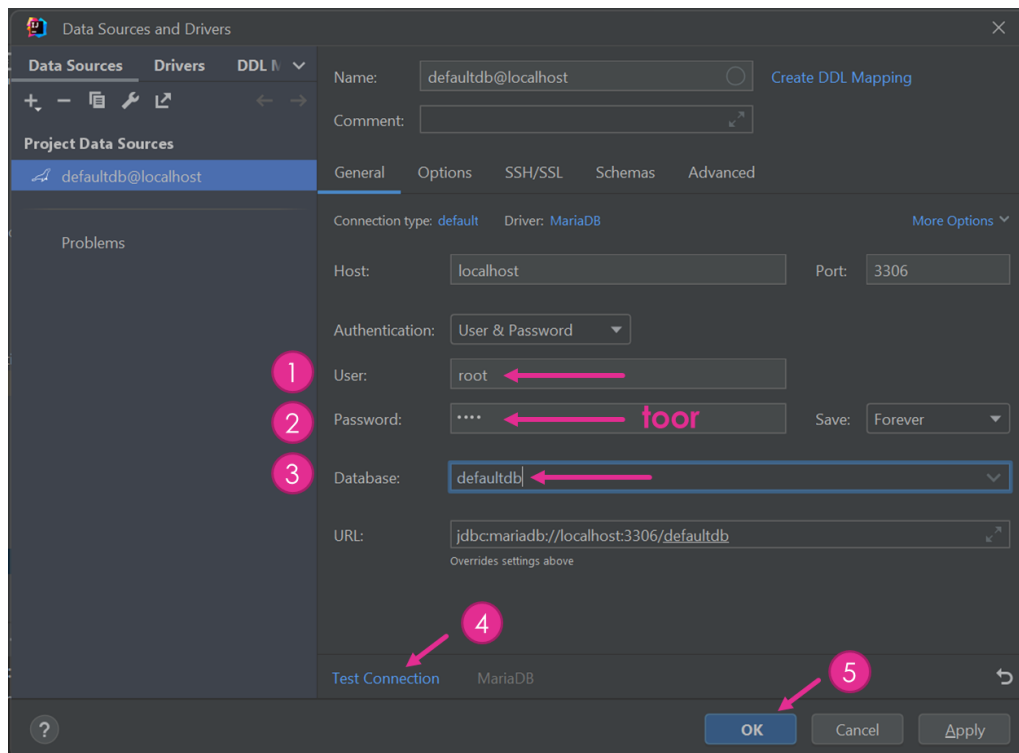 Data Sources and Drivers
Data Sources Drivers DDL M
Name: defaultdb@localhost Create DDL Mapping
Comment:
Project Data Sources
defaultdb@localhost
Problems
General Options SSH/SSL Schemas Advanced
Connection type: default Driver: MariaDB More Options
Host: localhost Port: 3306
Authentication: User & Password
1 User: root
2 Password: •••• toor Save: Forever
3 Database: defaultdb
URL: jdbc:mariadb://localhost:3306/defaultdb
Overrides settings above
4
Test Connection MariaDB
5
? OK Cancel Apply